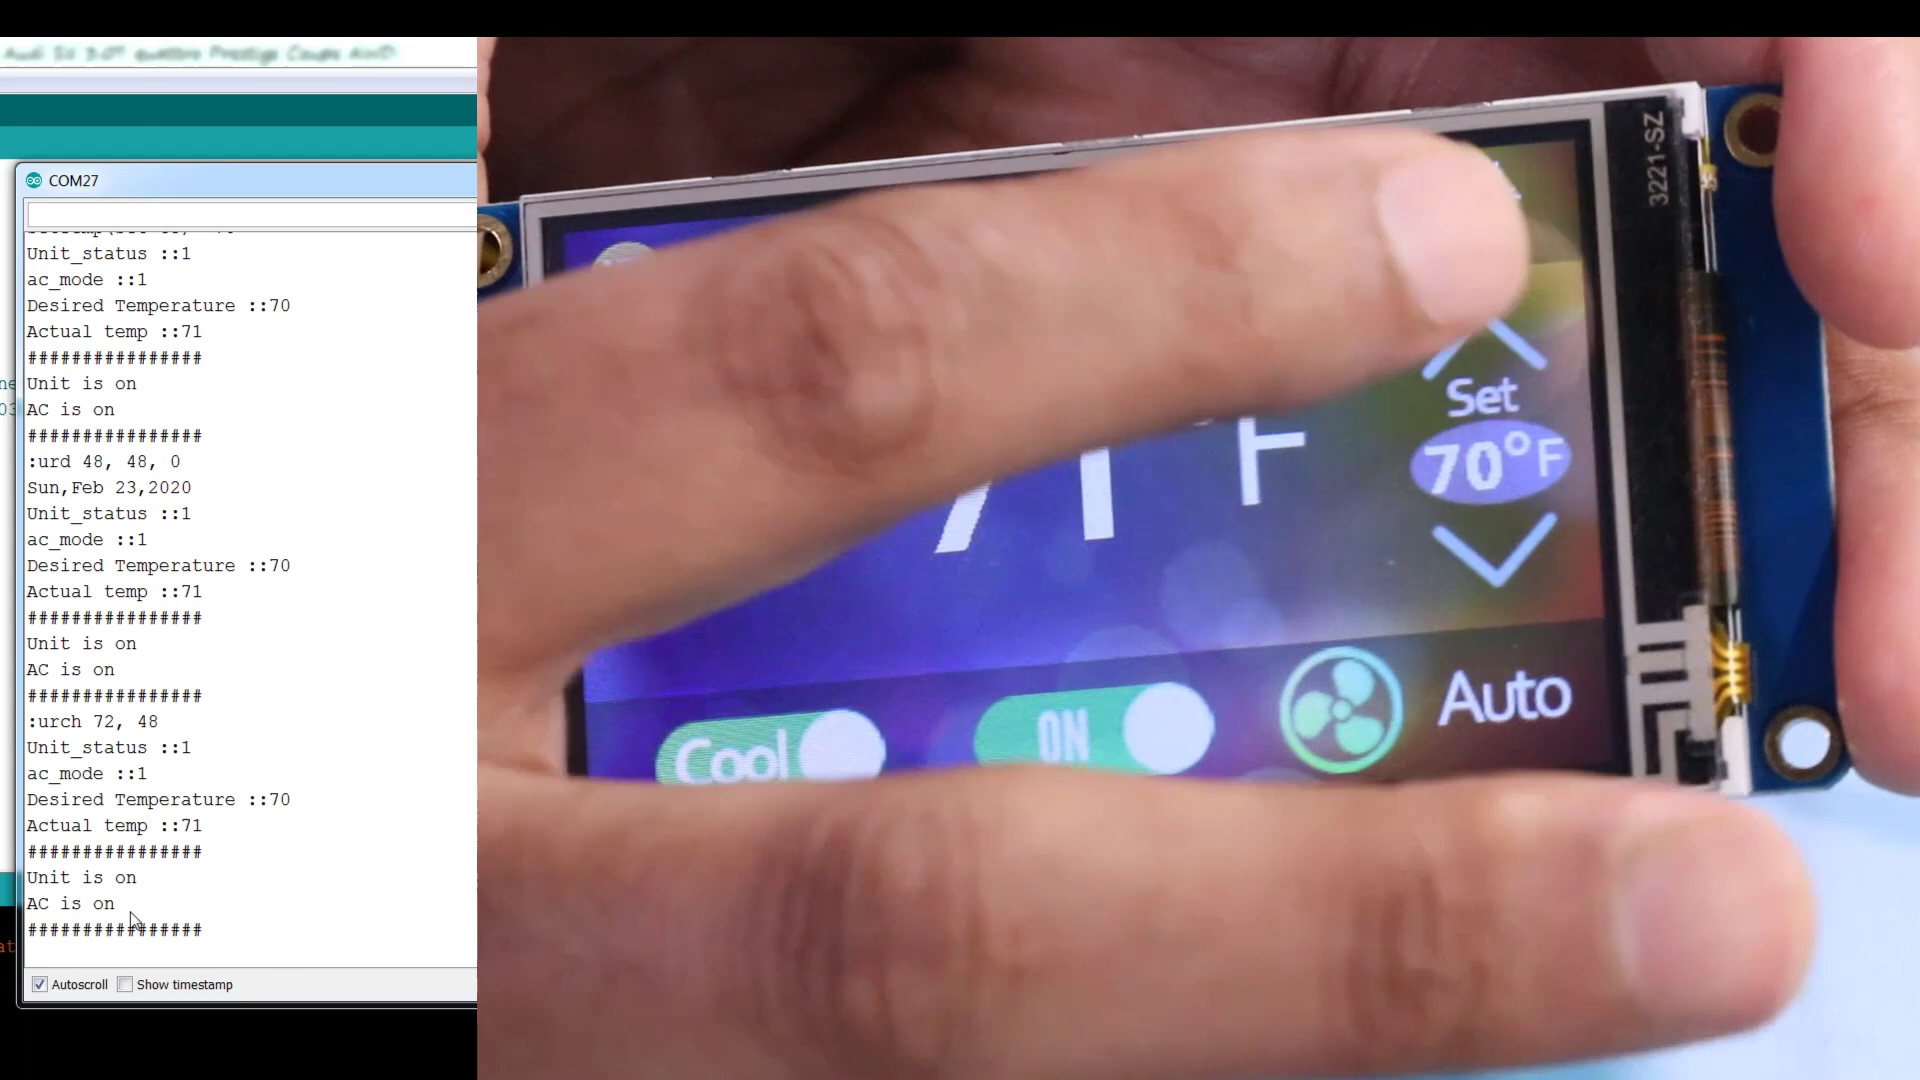 COM27
Unit_status ::1
ac_mode ::1
Desired Temperature ::70
Actual temp ::71
################
Unit is on
AC is on
################
:urd 48, 48, 0
Sun,Feb 23,2020
Unit_status ::1
ac_mode ::1
Desired Temperature ::70
Actual temp ::71
################
Unit is on
AC is on
################
:urch 72, 48
Unit_status ::1
ac_mode ::1
Desired Temperature ::70
Actual temp ::71
################
Unit is on
AC is on
################
Autoscroll Show timestamp
3221-SZ
71°F
Set
70°F
Cool
ON
Auto